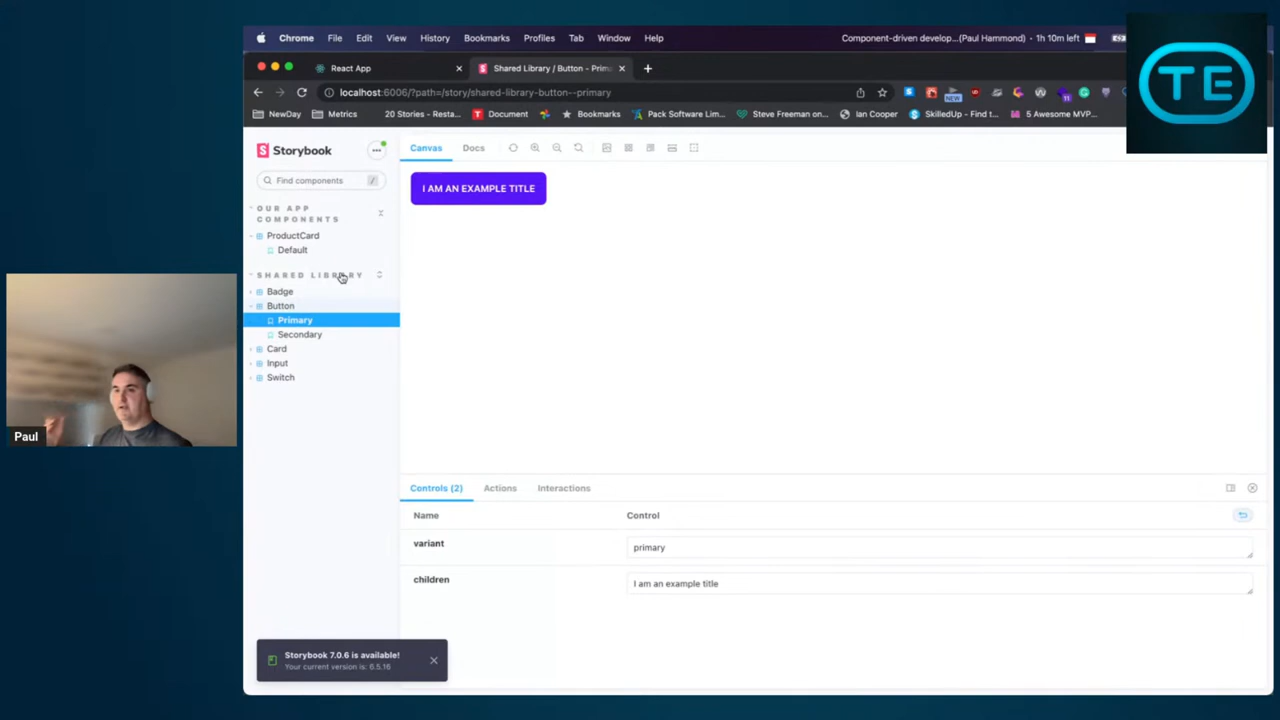 Chrome File Edit View History Bookmarks Profiles Tab Window Help
Component-driven develop...(Paul Hammond) • 1h 10m left
TE
React App
Shared Library / Button - Prim
localhost:6006/?path=/story/shared-library-button--primary
NEW
11
NewDay Metrics 20 Stories - Resta... Document Bookmarks Pack Software Lim... Steve Freeman on... Ian Cooper SkilledUp - Find t... 5 Awesome MVP...
S Storybook
Canvas Docs
Find components /
I AM AN EXAMPLE TITLE
OUR APP
COMPONENTS
ProductCard
Default
SHARED LIBRARY
Badge
Button
Primary
Secondary
Card
Input
Switch
Paul
Controls (2) Actions Interactions
Name Control
variant primary
children I am an example title
Storybook 7.0.6 is available!
Your current version is: 6.5.16